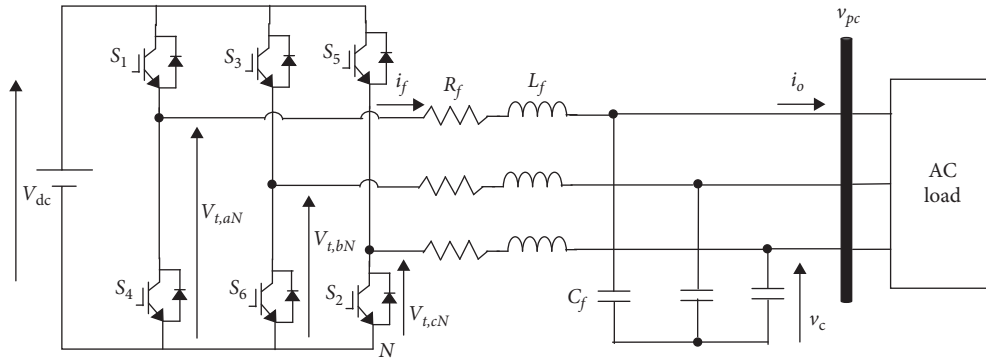 v_pc
S_1
S_3
S_5
i_f
R_f
L_f
i_o
V_dc
V_t,aN
V_t,bN
V_t,cN
AC
load
S_4
S_6
S_2
N
C_f
v_c